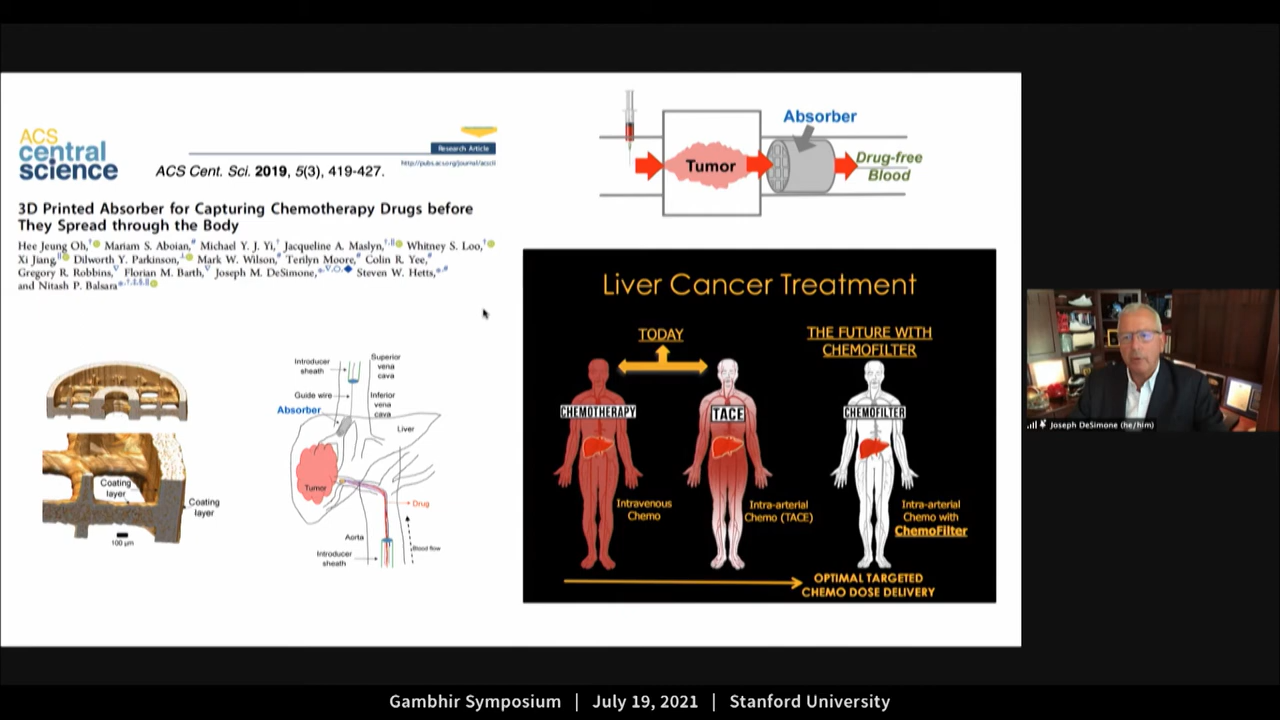 ACS
central
science
Research Article
http://pubs.acs.org/journal/acscii
ACS Cent. Sci. 2019, 5(3), 419-427.
3D Printed Absorber for Capturing Chemotherapy Drugs before
They Spread through the Body
Hee Jeung Oh, Mariam S. Aboian, Michael Y. J. Yi, Jacqueline A. Maslyn, Whitney S. Loo,
Xi Jiang, Dilworth Y. Parkinson, Mark W. Wilson, Terilyn Moore, Colin R. Yee,
Gregory R. Robbins, Florian M. Barth, Joseph M. DeSimone, Steven W. Hetts,
and Nitash P. Balsara
Coating
layer
Coating
layer
100 μm
Introducer
sheath
Superior
vena
cava
Guide wire
Inferior
vena
cava
Absorber
Liver
Tumor
Drug
Aorta
Blood flow
Introducer
sheath
Absorber
Tumor
Drug-free
Blood
Liver Cancer Treatment
TODAY
THE FUTURE WITH
CHEMOFILTER
CHEMOTHERAPY
TACE
CHEMOFILTER
Intravenous
Chemo
Intra-arterial
Chemo (TACE)
Intra-arterial
Chemo with
ChemoFilter
OPTIMAL TARGETED
CHEMO DOSE DELIVERY
Joseph DeSimone (he/him)
Gambhir Symposium | July 19, 2021 | Stanford University